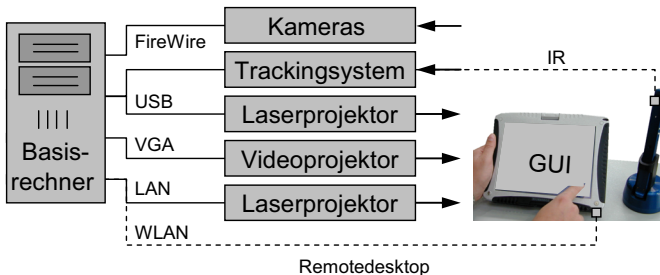 Kameras
FireWire
IR
Trackingsystem
USB
Laserprojektor
Basis-
rechner
VGA
Videoprojektor
GUI
LAN
Laserprojektor
WLAN
Remotedesktop